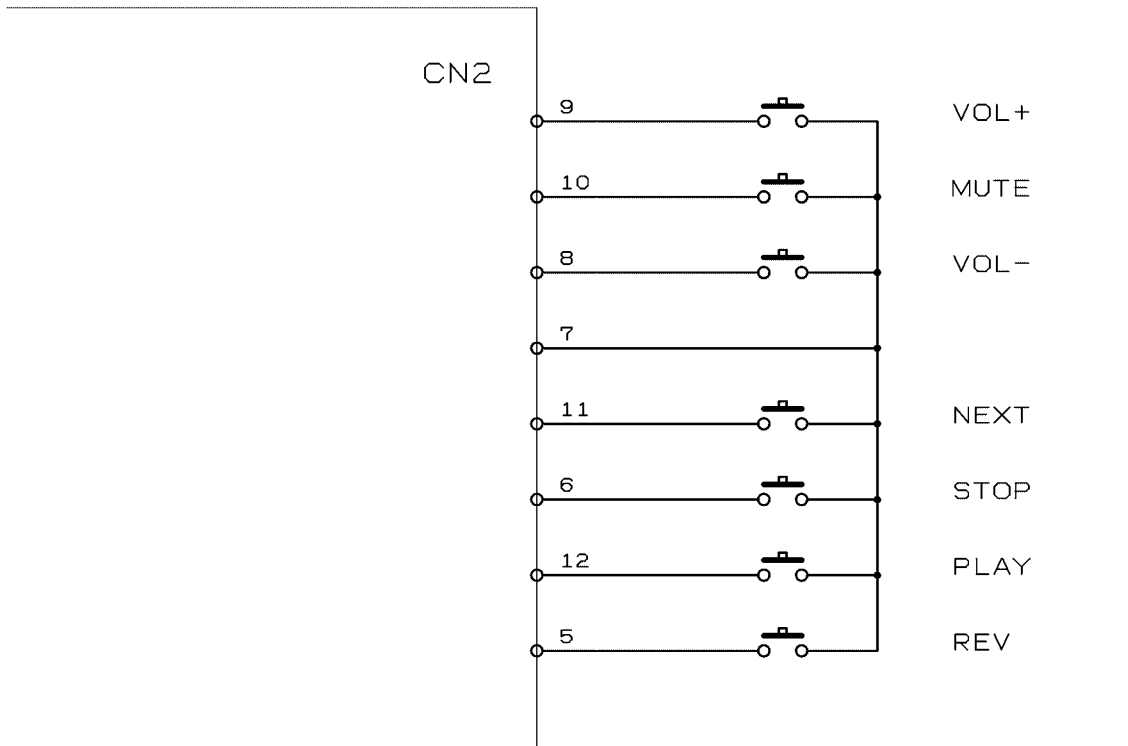 CN2
9 VOL+
10 MUTE
8 VOL-
7
11 NEXT
6 STOP
12 PLAY
5 REV